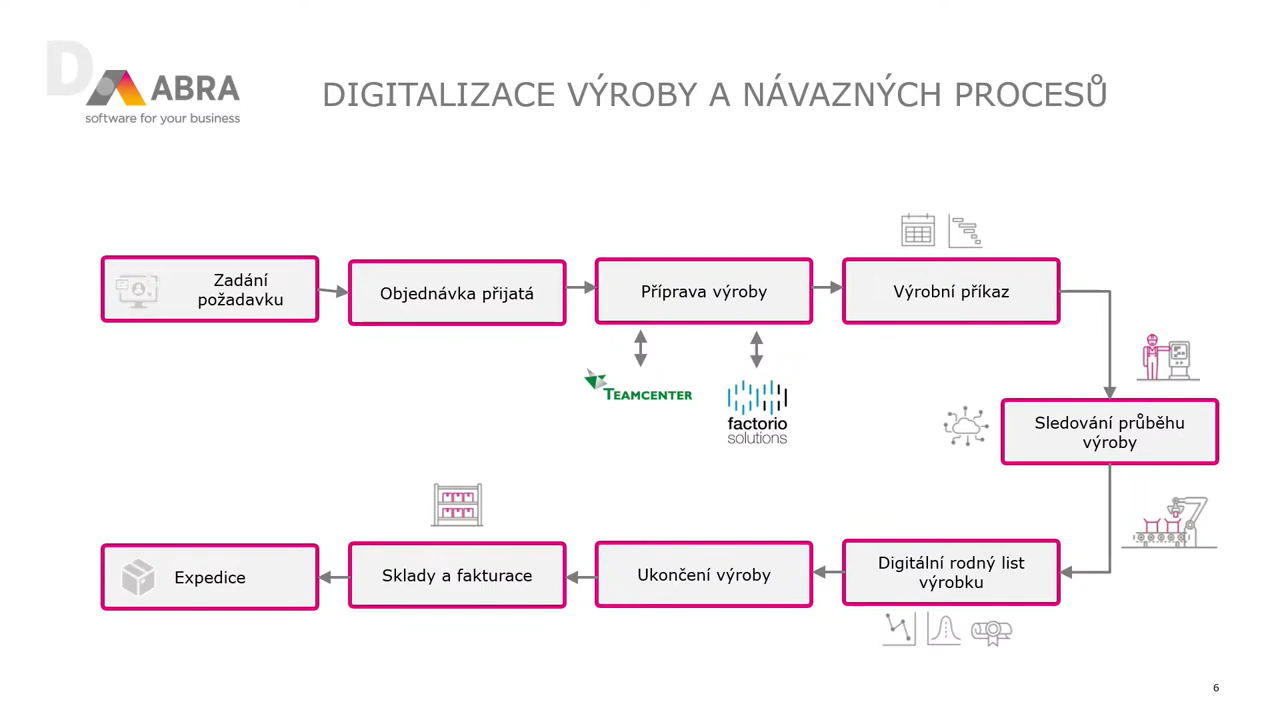 D
ABRA
software for your business
DIGITALIZACE VÝROBY A NÁVAZNÝCH PROCESŮ
Zadání
požadavku
Objednávka přijatá
Příprava výroby
Výrobní příkaz
TEAMCENTER
factorio
solutions
Sledování průběhu
výroby
Digitální rodný list
výrobku
Ukončení výroby
Sklady a fakturace
Expedice
6